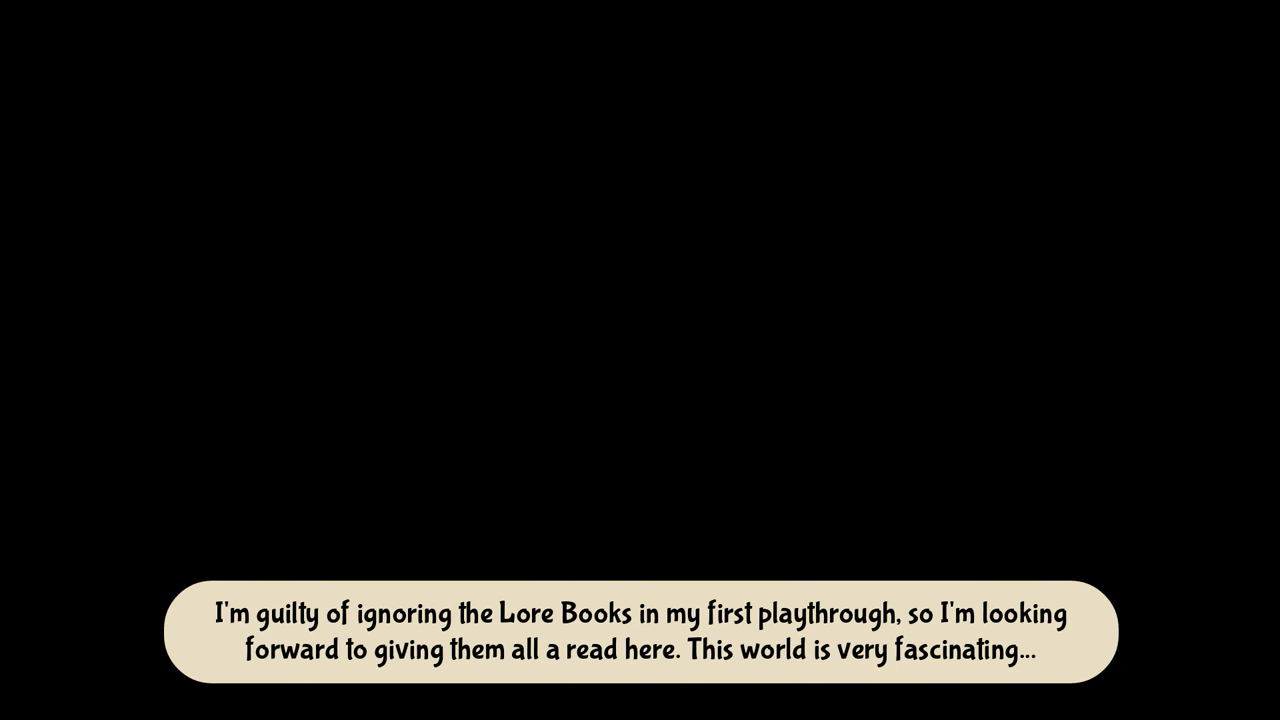 I'm guilty of ignoring the Lore Books in my first playthrough, so I'm looking
forward to giving them all a read here. This world is very fascinating...